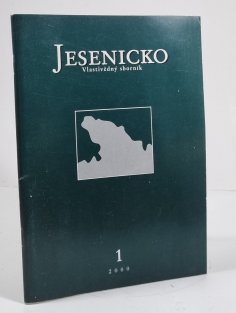 JESENICKO
Vlastivědný sborník
1
2000